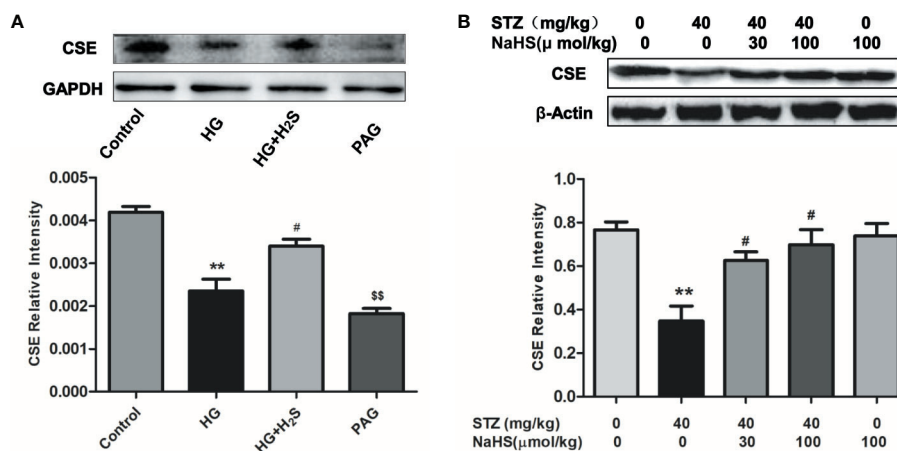 A
CSE
GAPDH
Control HG HG+H2S PAG
CSE Relative Intensity
0.005
0.004
0.003
0.002
0.001
0.000
#
**
$$
Control HG HG+H2S PAG
B
STZ (mg/kg) 0 40 40 40 0
NaHS(μ mol/kg) 0 0 30 100 100
CSE
β-Actin
CSE Relative Intensity
1.0
0.8
0.6
0.4
0.2
0.0
**
#
#
STZ (mg/kg) 0 40 40 40 0
NaHS(μmol/kg) 0 0 30 100 100